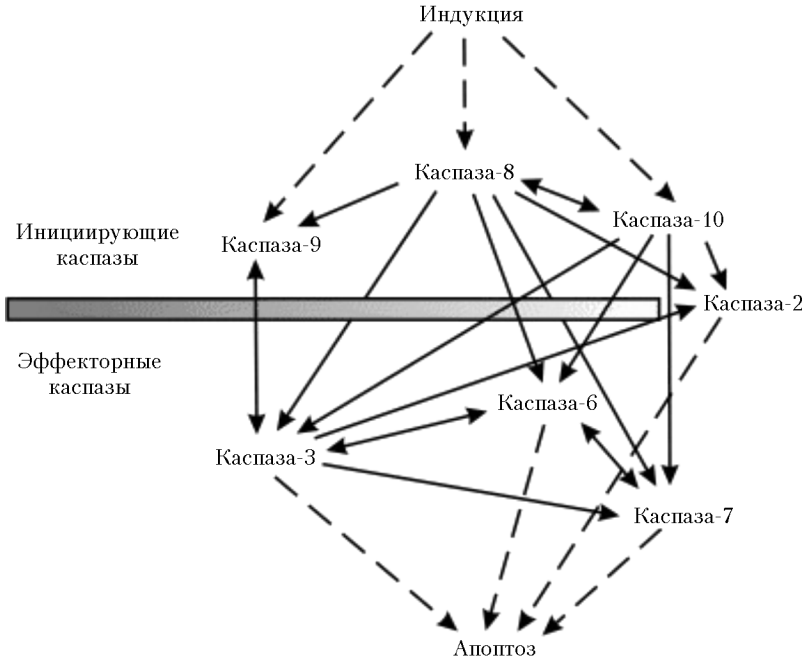 Индукция
Каспаза-8
Каспаза-10
Инициирующие
каспазы
Каспаза-9
Каспаза-2
Эффекторные
каспазы
Каспаза-6
Каспаза-3
Каспаза-7
Апоптоз